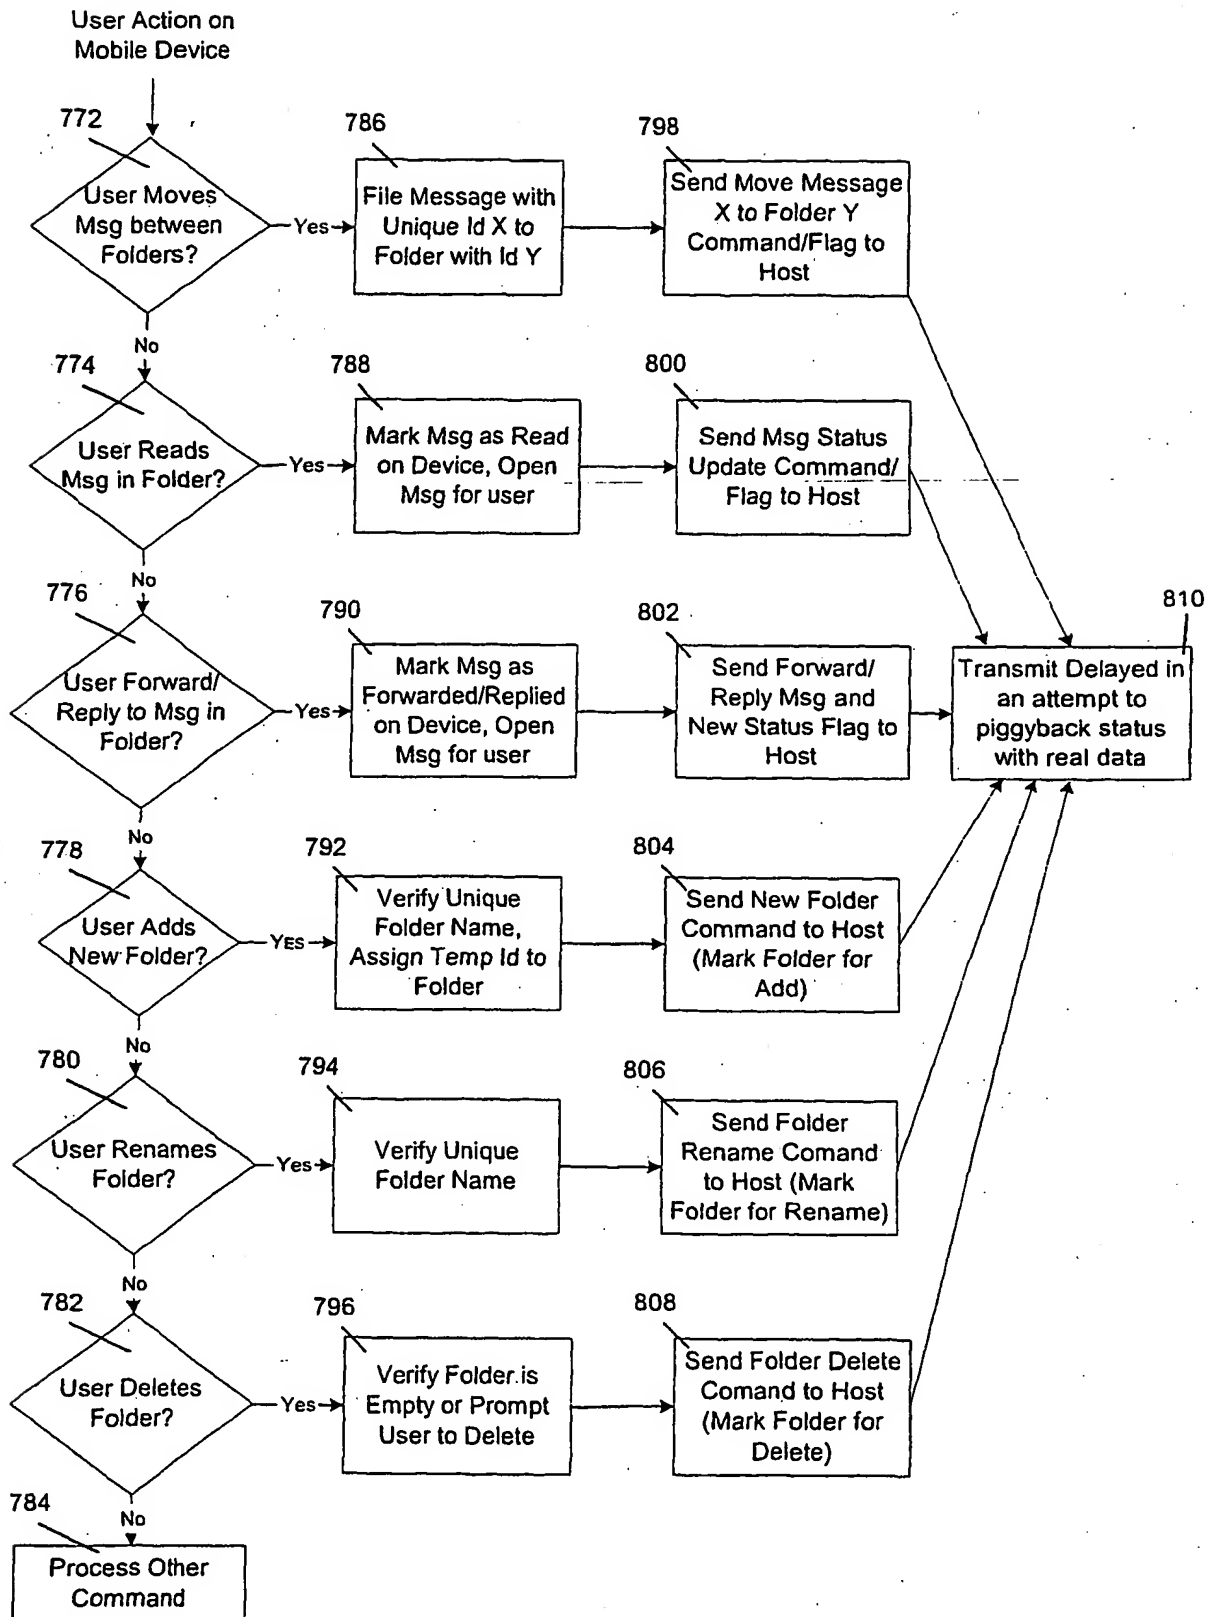 User Action on
Mobile Device
772
User Moves
Msg between
Folders?
Yes
786
File Message with
Unique Id X to
Folder with Id Y
798
Send Move Message
X to Folder Y
Command/Flag to
Host
No
774
User Reads
Msg in Folder?
Yes
788
Mark Msg as Read
on Device, Open
Msg for user
800
Send Msg Status
Update Command/
Flag to Host
No
776
User Forward/
Reply to Msg in
Folder?
Yes
790
Mark Msg as
Forwarded/Replied
on Device, Open
Msg for user
802
Send Forward/
Reply Msg and
New Status Flag to
Host
810
Transmit Delayed in
an attempt to
piggyback status
with real data
No
778
User Adds
New Folder?
YES
792
Verify Unique
Folder Name,
Assign Temp Id to
Folder
804
Send New Folder
Command to Host
(Mark Folder for
Add)
No
780
User Renames
Folder?
Yes
794
Verify Unique
Folder Name
806
Send Folder
Rename Comand
to Host (Mark
Folder for Rename)
No
782
User Deletes
Folder?
Yes
796
Verify Folder is
Empty or Prompt
User to Delete
808
Send Folder Delete
Comand to Host
(Mark Folder for
Delete)
No
784
Process Other
Command